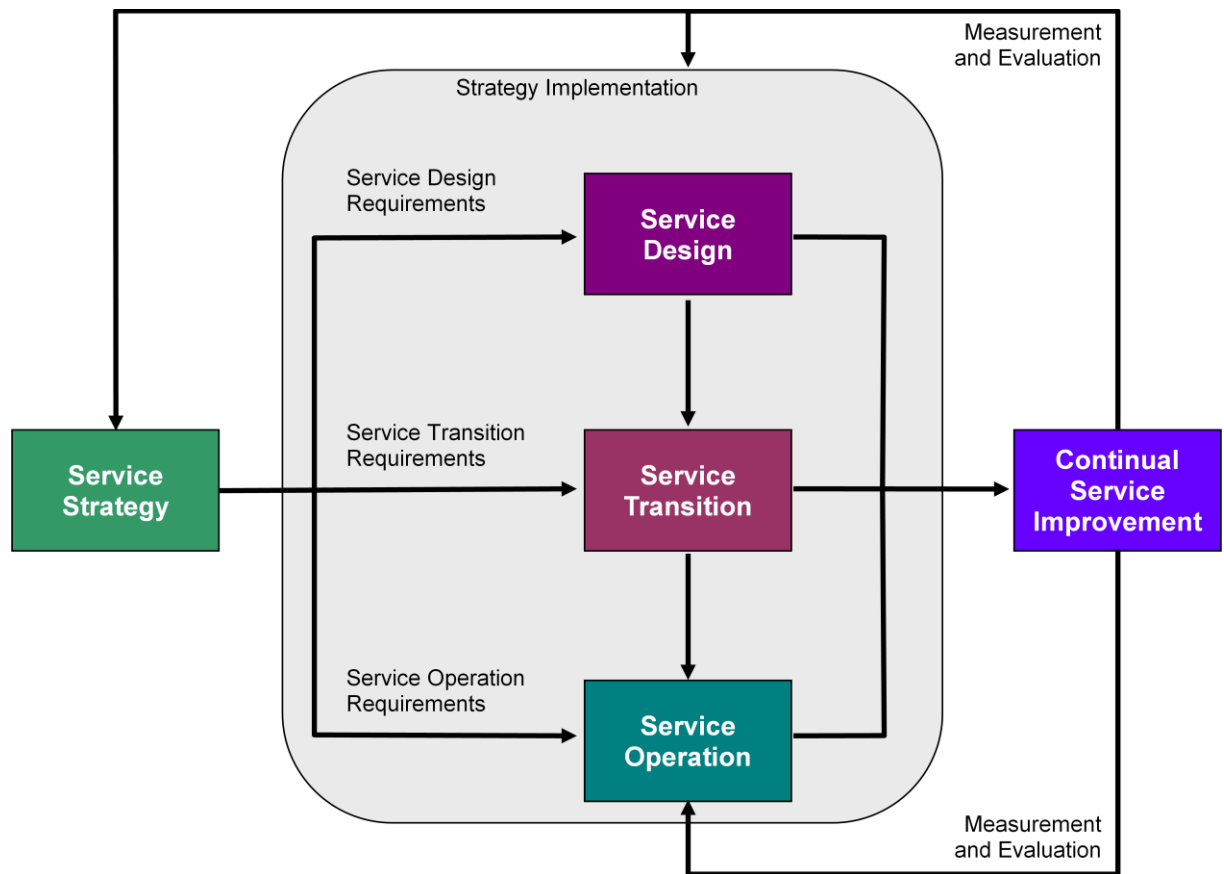 Measurement
and Evaluation
Strategy Implementation
Service Design
Requirements
Service
Design
Service
Strategy
Service Transition
Requirements
Service
Transition
Continual
Service
Improvement
Service Operation
Requirements
Service
Operation
Measurement
and Evaluation